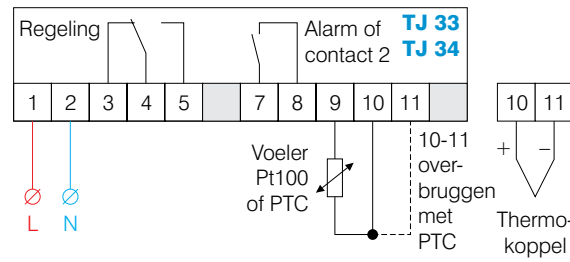 Regeling
Alarm of
contact 2
TJ 33
TJ 34
1 2 3 4 5 7 8 9 10 11
10 11
Voeler
Pt100
of PTC
10-11
over-
bruggen
met
PTC
+ −
Thermo-
koppel
L N